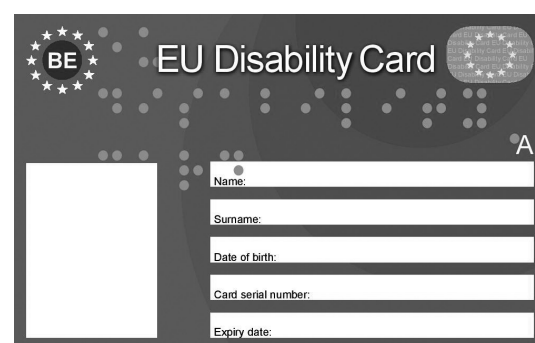 BE
EU Disability Card
A
Name:
Surname:
Date of birth:
Card serial number:
Expiry date: